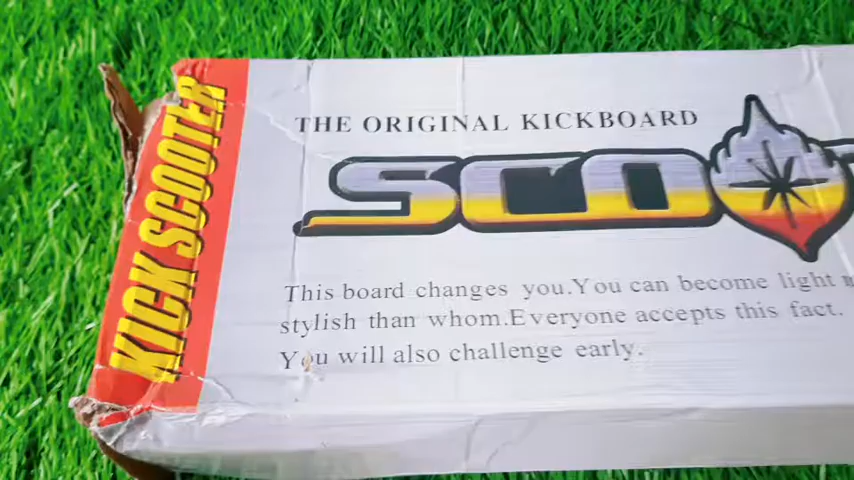 KICK SCOOTER
THE ORIGINAL KICKBOARD
SCO
This board changes you.You can become light
stylish than whom.Everyone accepts this fact.
You will also challenge early.